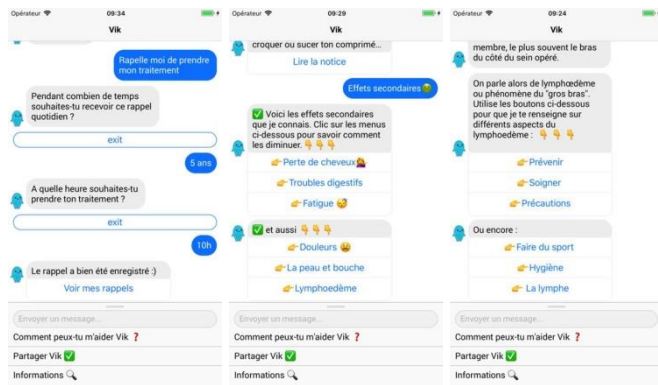 Opérateur 09:34
Vik
Rapelle moi de prendre
mon traitement
Pendant combien de temps
souhaites-tu recevoir ce rappel
quotidien ?
exit
5 ans
A quelle heure souhaites-tu
prendre ton traitement ?
exit
10h
Le rappel a bien été enregistré :)
Voir mes rappels
Envoyer un message...
Comment peux-tu m'aider Vik ❓
Partager Vik ✅
Informations 🔍
Opérateur 09:29
Vik
croquer ou sucer ton comprimé...
Lire la notice
Effets secondaires
✅ Voici les effets secondaires
que je connais. Clic sur les menus
ci-dessous pour savoir comment
les diminuer. 👇 👇 👇
👉 Perte de cheveux
👉 Troubles digestifs
👉 Fatigue
✅ et aussi 👇 👇 👇
👉 Douleurs
👉 La peau et bouche
👉 Lymphoedème
Envoyer un message...
Comment peux-tu m'aider Vik ❓
Partager Vik ✅
Informations 🔍
Opérateur 09:24
Vik
membre, le plus souvent le bras
du côté du sein opéré.
On parle alors de lymphœdème
ou phénomène du "gros bras".
Utilise les boutons ci-dessous
pour que je te renseigne sur
différents aspects du
lymphoedème : 👇 👇 👇
👉 Prévenir
👉 Soigner
👉 Précautions
Ou encore :
👉 Faire du sport
👉 Hygiène
👉 La lymphe
Envoyer un message...
Comment peux-tu m'aider Vik ❓
Partager Vik ✅
Informations 🔍